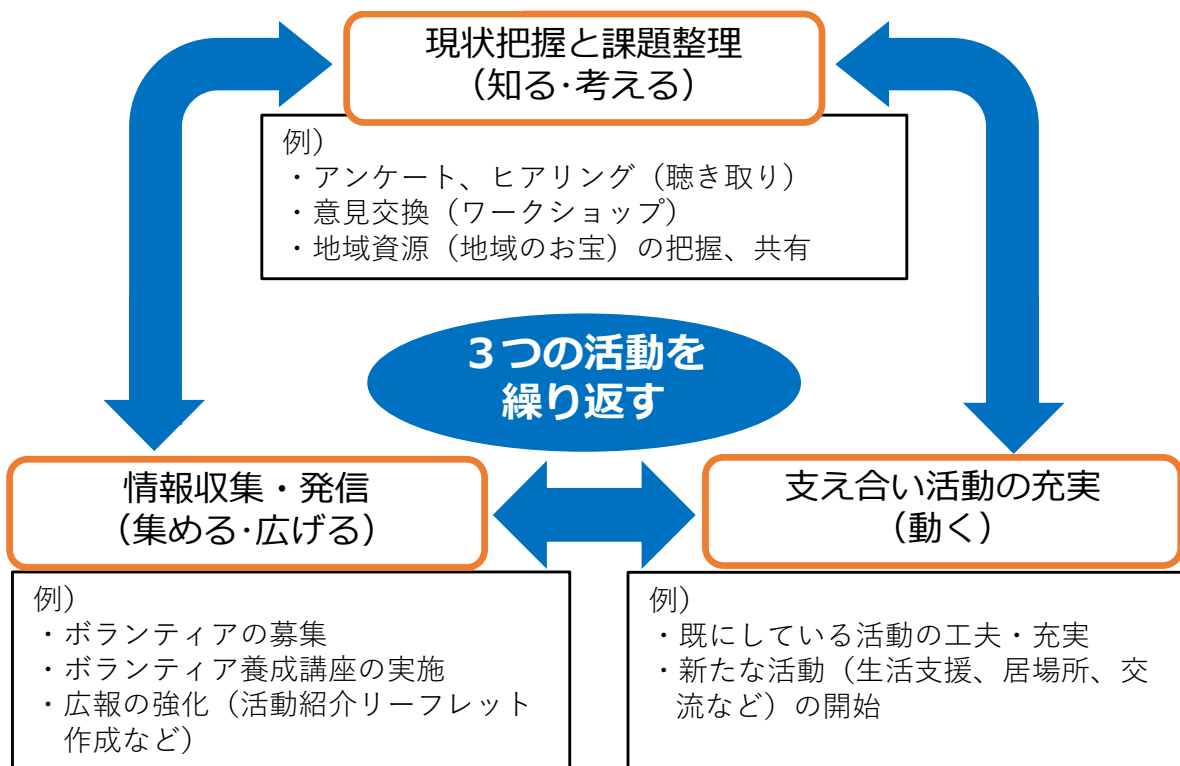 現状把握と課題整理
（知る･考える）
例）
・アンケート、ヒアリング（聴き取り）
・意見交換（ワークショップ）
・地域資源（地域のお宝）の把握、共有
３つの活動を
繰り返す
情報収集・発信
（集める･広げる）
例）
・ボランティアの募集
・ボランティア養成講座の実施
・広報の強化（活動紹介リーフレット
作成など）
支え合い活動の充実
（動く）
例）
・既にしている活動の工夫・充実
・新たな活動（生活支援、居場所、交
流など）の開始